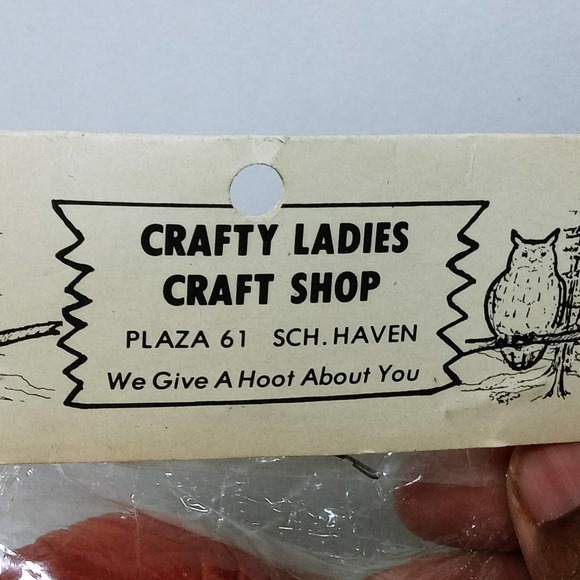 CRAFTY LADIES
CRAFT SHOP
PLAZA 61 SCH. HAVEN
We Give A Hoot About You